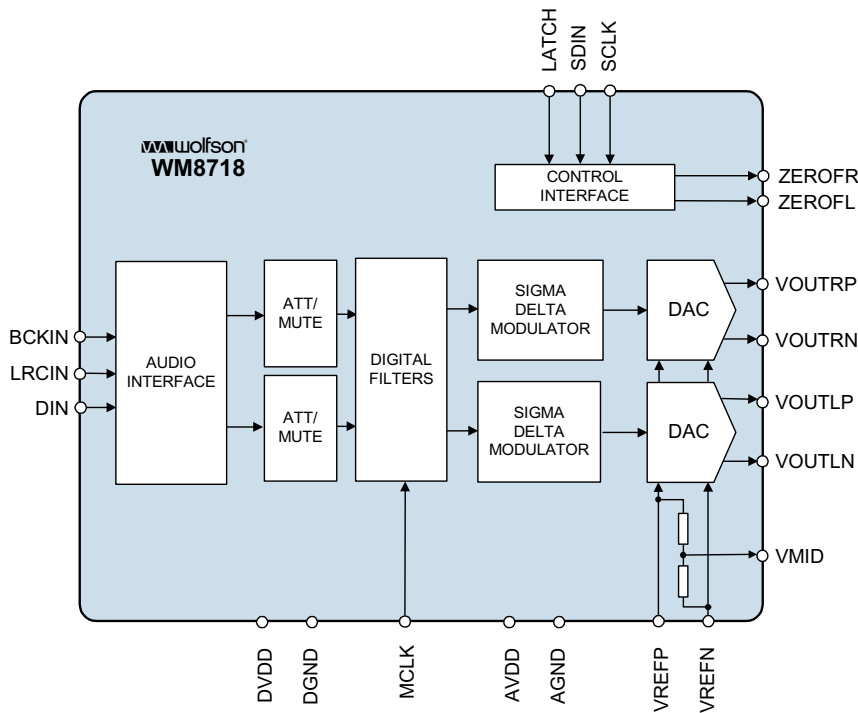 LATCH
SDIN
SCLK
wolfson
WM8718
CONTROL
INTERFACE
ZEROFR
ZEROFL
BCKIN
LRCIN
DIN
AUDIO
INTERFACE
ATT/
MUTE
ATT/
MUTE
DIGITAL
FILTERS
SIGMA
DELTA
MODULATOR
SIGMA
DELTA
MODULATOR
DAC
DAC
VOUTRP
VOUTRN
VOUTLP
VOUTLN
VMID
DVDD
DGND
MCLK
AVDD
AGND
VREFP
VREFN